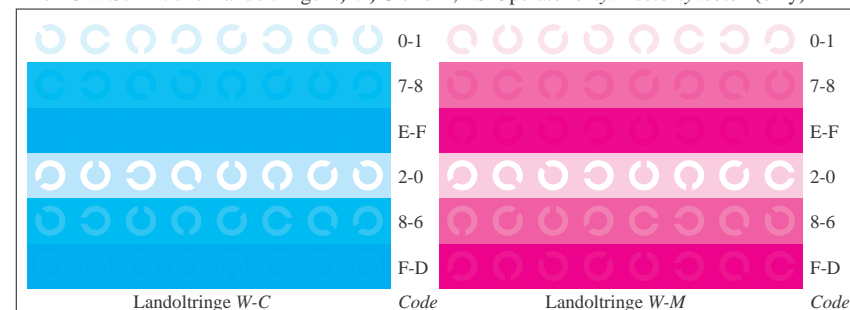 0-1 0-1
7-8 7-8
E-F E-F
2-0 2-0
8-6 8-6
F-D F-D
Landoltringe W-C Code Landoltringe W-M Code